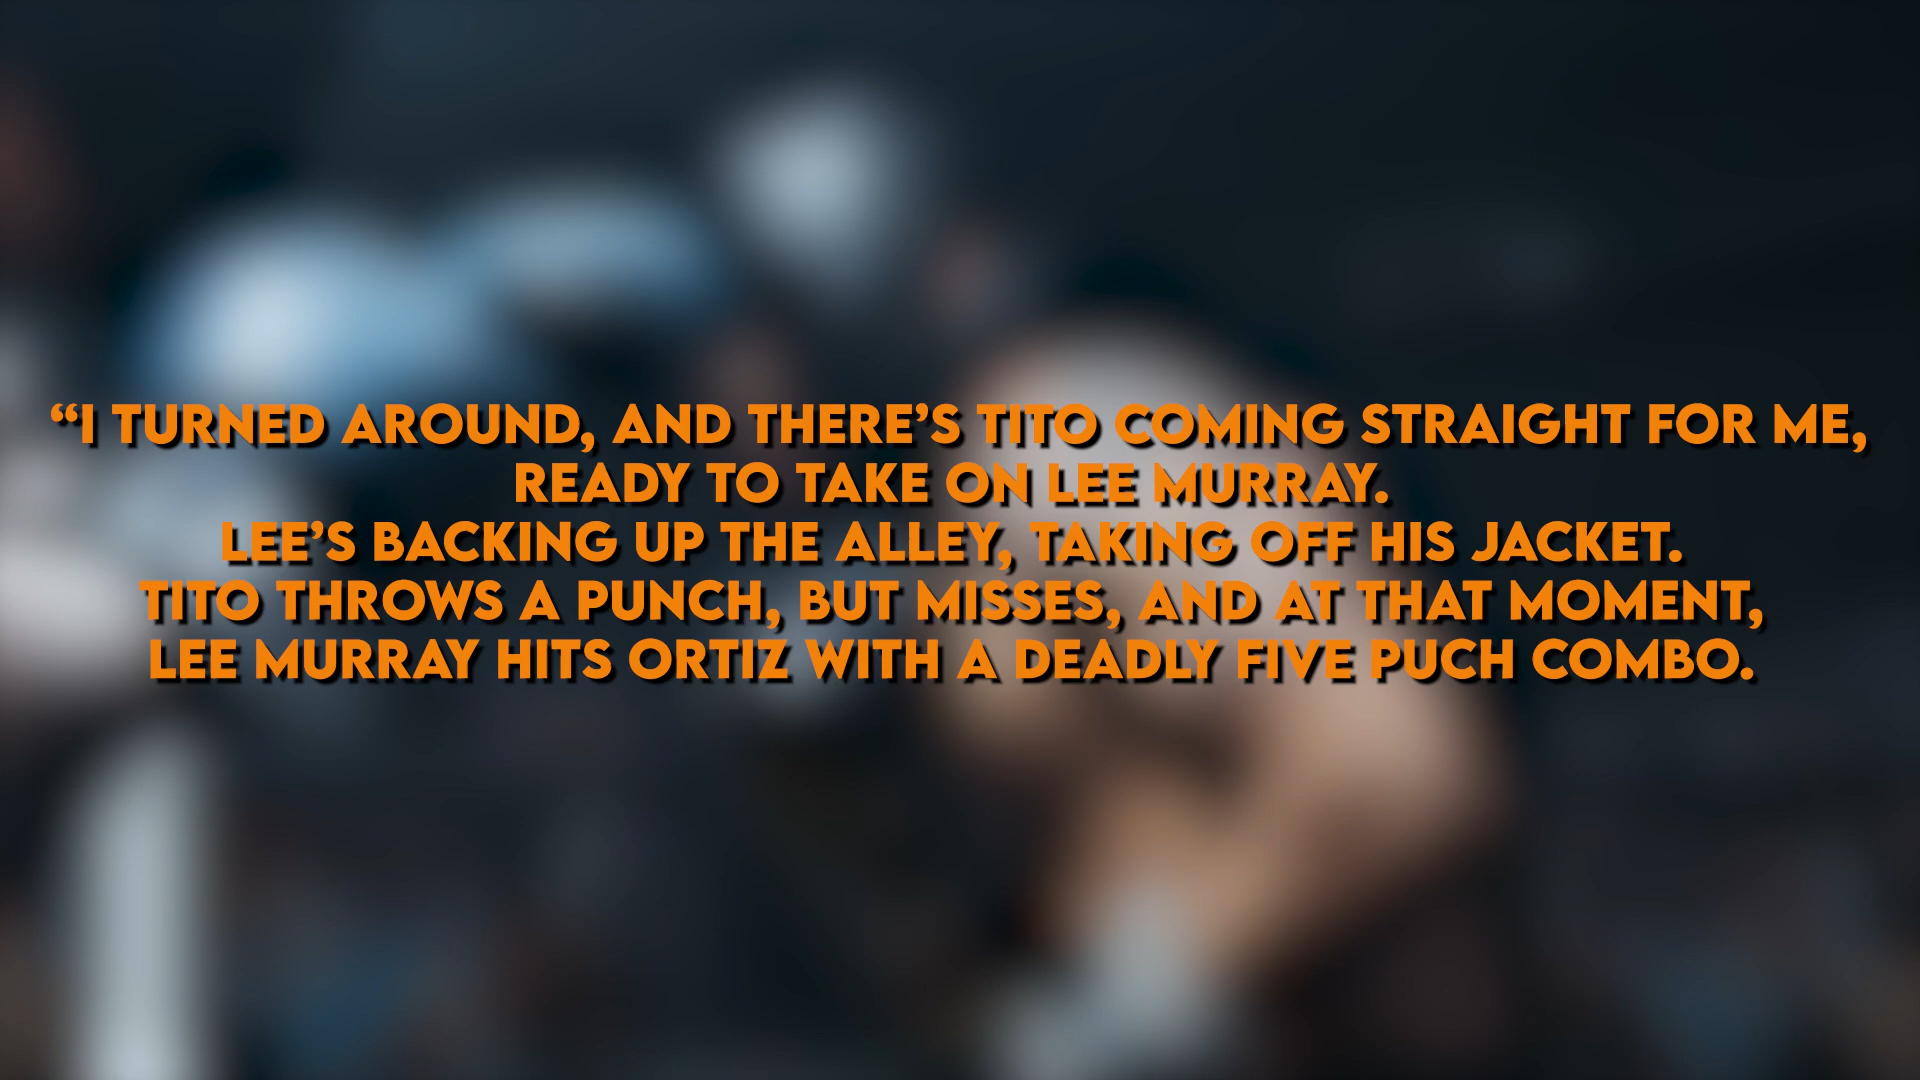 “I TURNED AROUND, AND THERE’S TITO COMING STRAIGHT FOR ME,
READY TO TAKE ON LEE MURRAY.
LEE’S BACKING UP THE ALLEY, TAKING OFF HIS JACKET.
TITO THROWS A PUNCH, BUT MISSES, AND AT THAT MOMENT,
LEE MURRAY HITS ORTIZ WITH A DEADLY FIVE PUCH COMBO.